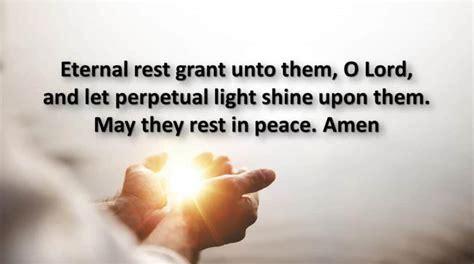 Eternal rest grant unto them, O Lord,
and let perpetual light shine upon them.
May they rest in peace. Amen